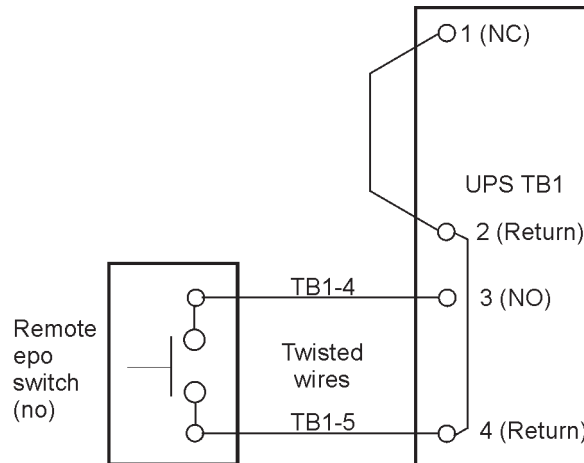 1 (NC)
UPS TB1
2 (Return)
TB1-4
3 (NO)
Remote
epo
switch
(no)
Twisted
wires
TB1-5
4 (Return)